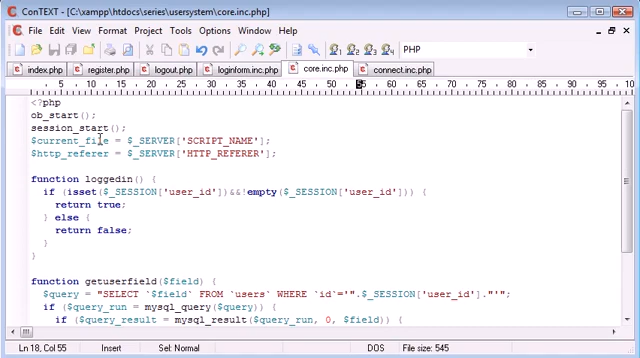 ConTEXT - [C:\xampp\htdocs\series\usersystem\core.inc.php]
File Edit View Format Project Tools Options Window Help
1 2 3 4 PHP
index.php register.php logout.php loginform.inc.php core.inc.php connect.inc.php
0 5 10 15 20 25 30 35 40 45 50 55 60 65 70 75 80 85 90
<?php
ob_start();
session_start();
$current_file = $_SERVER['SCRIPT_NAME'];
$http_referer = $_SERVER['HTTP_REFERER'];
function loggedin() {
if (isset($_SESSION['user_id'])&&!empty($_SESSION['user_id'])) {
return true;
} else {
return false;
}
}
function getuserfield($field) {
$query = "SELECT `$field` FROM `users` WHERE `id`='".$_SESSION['user_id']."'";
if ($query_run = mysql_query($query)) {
if ($query_result = mysql_result($query_run, 0, $field)) {
Ln 18, Col 55 Insert Sel: Normal DOS File size: 545